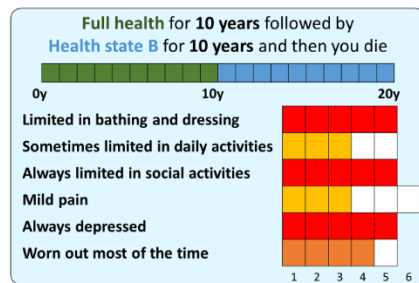 Full health for 10 years followed by
Health state B for 10 years and then you die
0y 10y 20y
Limited in bathing and dressing
Sometimes limited in daily activities
Always limited in social activities
Mild pain
Always depressed
Worn out most of the time
1 2 3 4 5 6